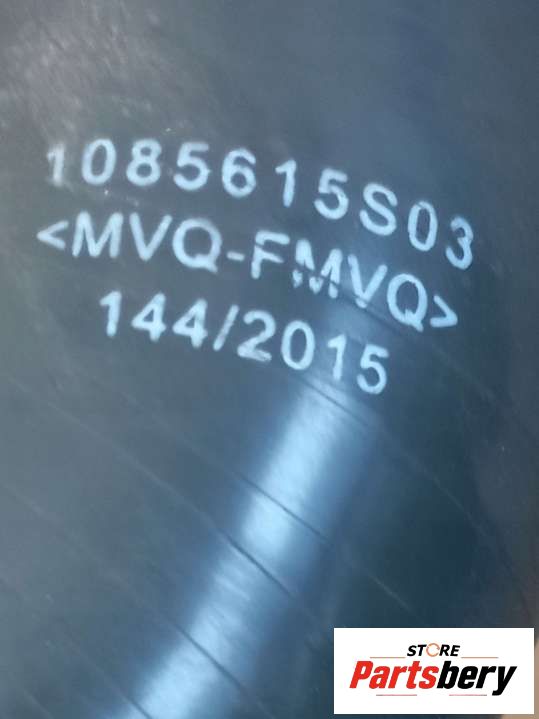 1085615S03
<MVQ-FMVQ>
144/2015
STORE
Partsbery